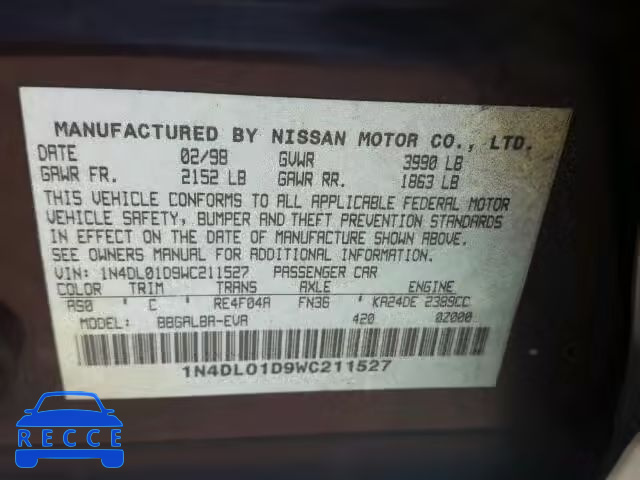 MANUFACTURED BY NISSAN MOTOR CO., LTD.
DATE 02/98 GVWR 3990 LB
GAWR FR. 2152 LB GAWR RR. 1863 LB
THIS VEHICLE CONFORMS TO ALL APPLICABLE FEDERAL MOTOR
VEHICLE SAFETY, BUMPER AND THEFT PREVENTION STANDARDS
IN EFFECT ON THE DATE OF MANUFACTURE SHOWN ABOVE.
SEE OWNERS MANUAL FOR ADDITIONAL INFORMATION.
VIN: 1N4DL01D9WC211527 PASSENGER CAR
COLOR TRIM TRANS AXLE ENGINE
AS0 ' C RE4F04A FN36 ' KA24DE 2389CC
MODEL: BBGALBA-EVA 420 0Z000
1N4DL01D9WC211527
RECCE